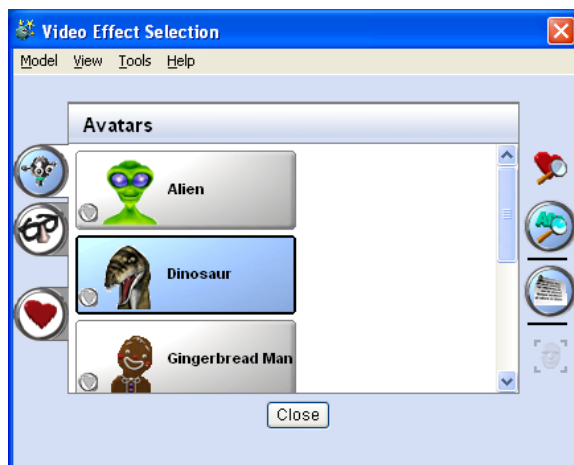 Video Effect Selection
Model View Tools Help
Avatars
Alien
Dinosaur
Gingerbread Man
Close